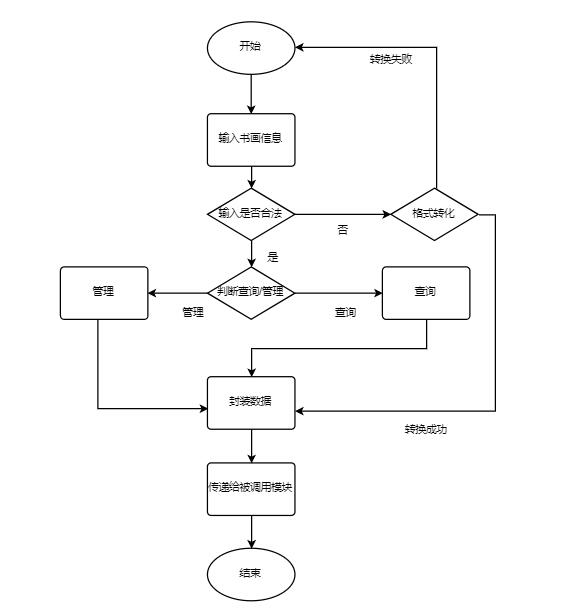 开始
转换失败
输入书画信息
输入是否合法
格式转化
否
是
管理
判断查询/管理
查询
管理
查询
封装数据
转换成功
传递给被调用模块
结束